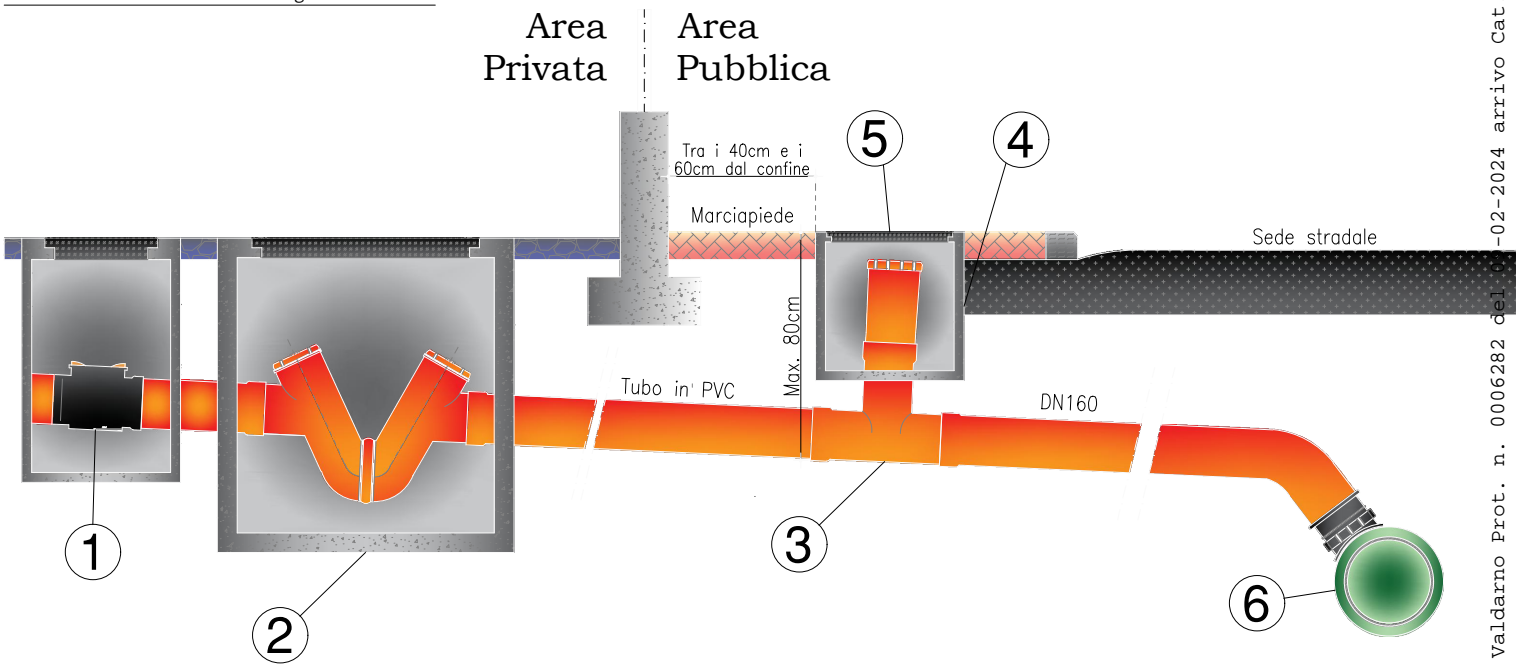 Area
Privata
Area
Pubblica
5
4
Tra i 40cm e i
60cm dal confine
Marciapiede
Sede stradale
Max. 80cm
Tubo in PVC
DN160
1
2
3
6
Valdarno Prot. n. 0006282 del -02-2024 arrivo Cat